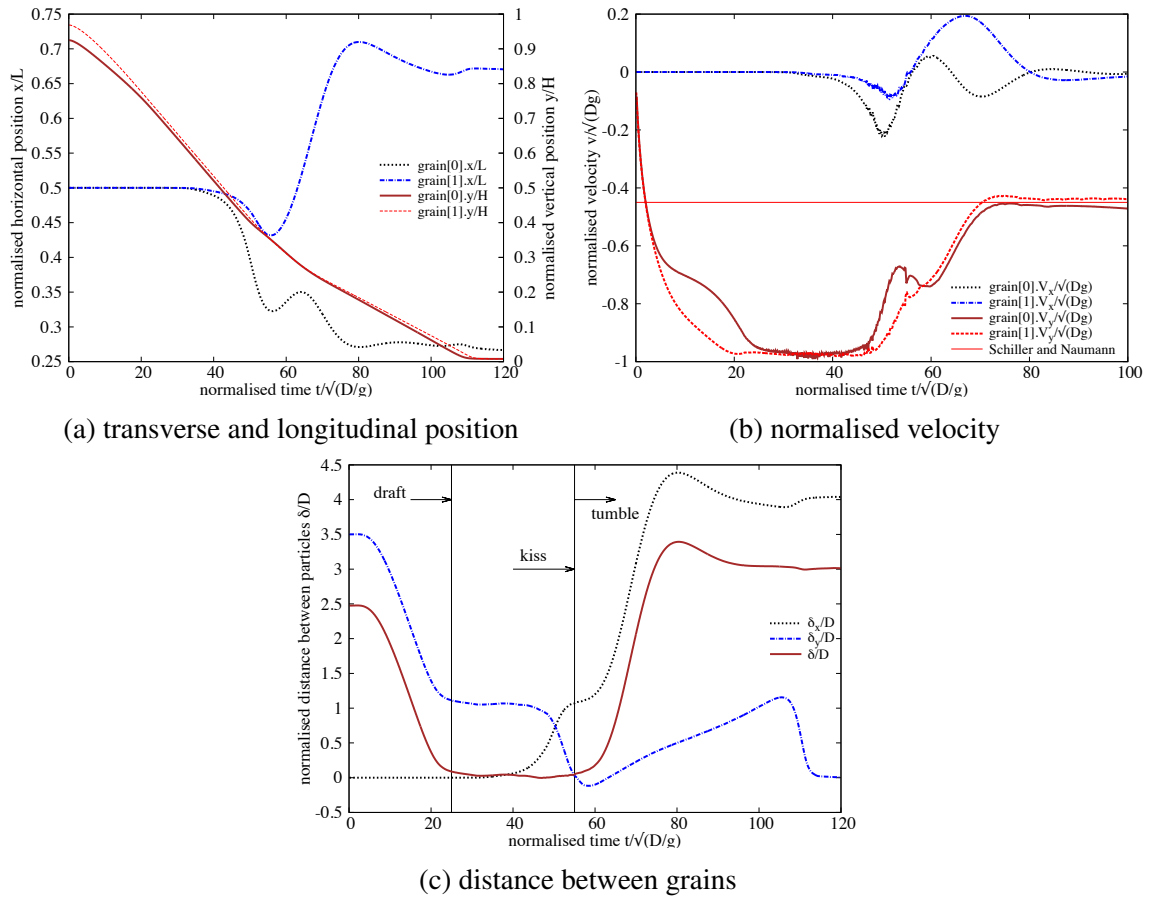 0.75
0.7
0.65
0.6
0.55
0.5
0.45
0.4
0.35
0.3
0.25
normalised horizontal position x/L
1
0.9
0.8
0.7
0.6
0.5
0.4
0.3
0.2
0.1
0
normalised vertical position y/H
grain[0].x/L
grain[1].x/L
grain[0].y/H
grain[1].y/H
0 20 40 60 80 100 120
normalised time t/√(D/g)
(a) transverse and longitudinal position
0.2
0
-0.2
-0.4
-0.6
-0.8
-1
normalised velocity v/√(Dg)
grain[0].Vx/√(Dg)
grain[1].Vx/√(Dg)
grain[0].Vy/√(Dg)
grain[1].Vy/√(Dg)
Schiller and Naumann
0 20 40 60 80 100
normalised time t/√(D/g)
(b) normalised velocity
4.5
4
3.5
3
2.5
2
1.5
1
0.5
0
-0.5
normalised distance between particles δ/D
draft
tumble
kiss
δx/D
δy/D
δ/D
0 20 40 60 80 100 120
normalised time t/√(D/g)
(c) distance between grains